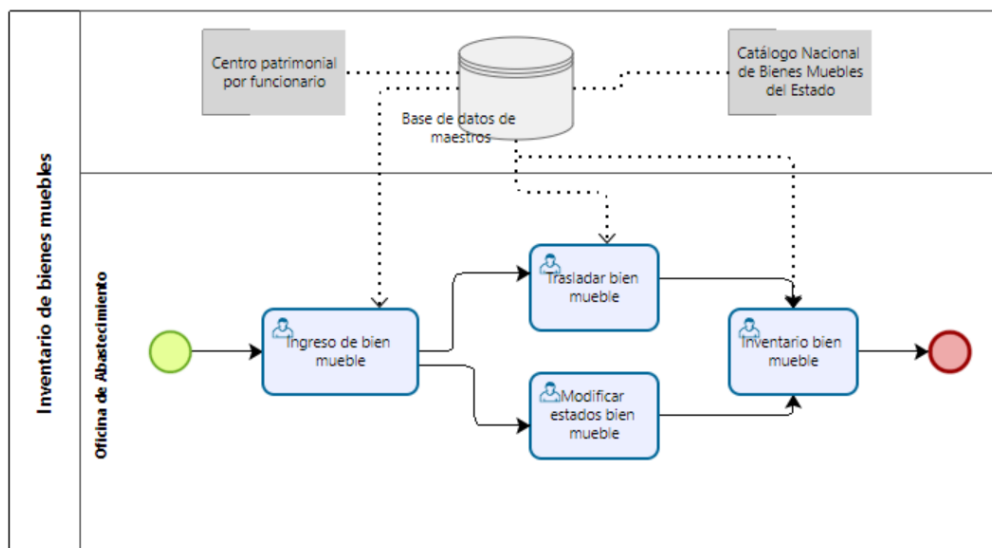 Inventario de bienes muebles
Centro patrimonial
por funcionario
Base de datos de
maestros
Catálogo Nacional
de Bienes Muebles
del Estado
Oficina de Abastecimiento
Ingreso de bien
mueble
Trasladar bien
mueble
Modificar
estados bien
mueble
Inventario bien
mueble